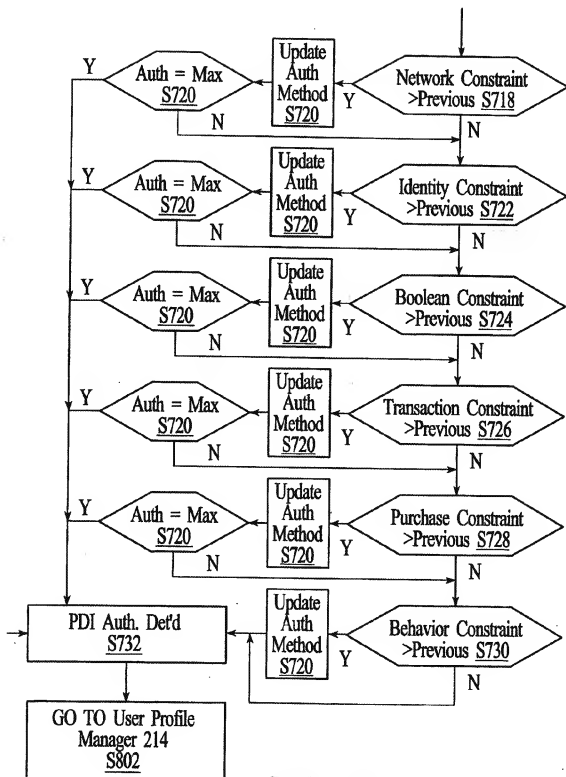 Y
Auth = Max
S720
Update
Auth
Method
S720
Y
Network Constraint
>Previous S718
N
N
Y
Auth = Max
S720
Update
Auth
Method
S720
Y
Identity Constraint
>Previous S722
N
N
Y
Auth = Max
S720
Update
Auth
Method
S720
Y
Boolean Constraint
>Previous S724
N
N
Y
Auth = Max
S720
Update
Auth
Method
S720
Y
Transaction Constraint
>Previous S726
N
N
Y
Auth = Max
S720
Update
Auth
Method
S720
Y
Purchase Constraint
>Previous S728
N
N
PDI Auth. Det'd
S732
Update
Auth
Method
S720
Y
Behavior Constraint
>Previous S730
N
GO TO User Profile
Manager 214
S802